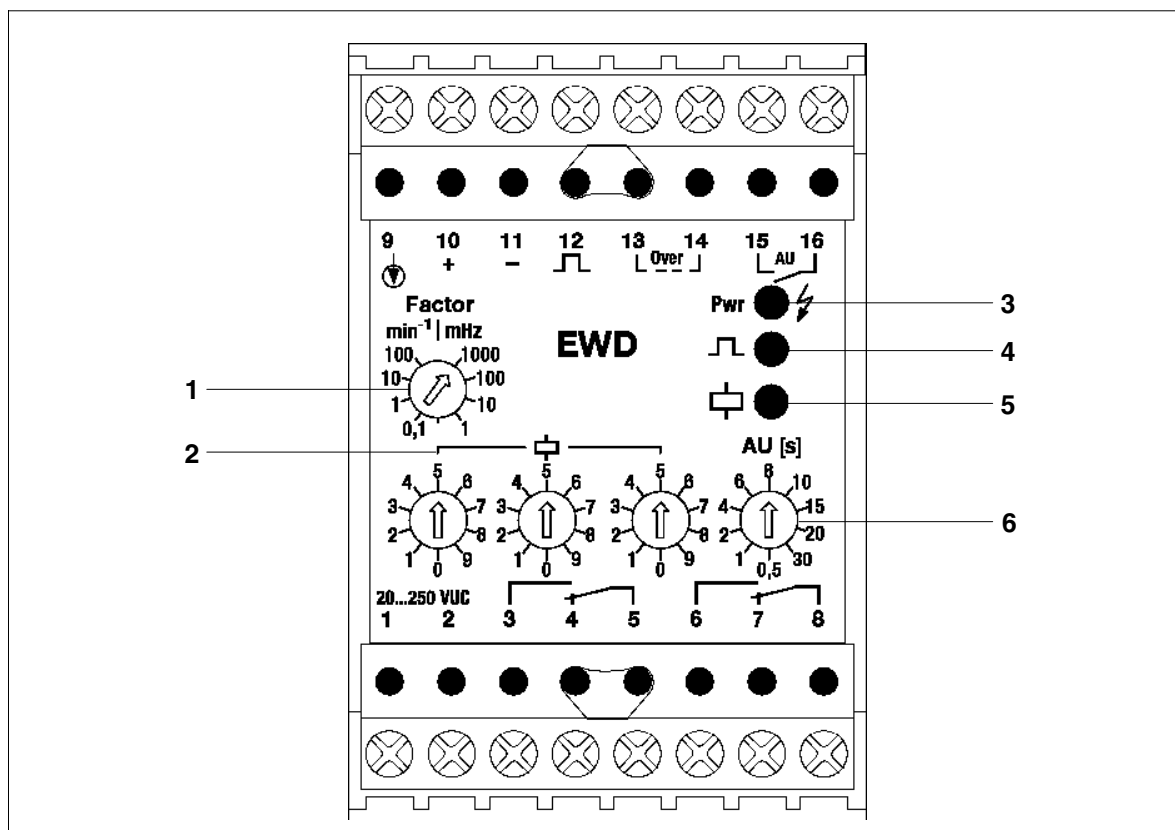 9 10 11 12 13 14 15 16
+ − Over AU
Factor
Pwr
3
min⁻¹ | mHz
EWD
4
100 1000
10 100
1
1 10
5
0,1 1
2
AU [s]
4 5 6 4 5 6 4 5 6 6 8 10
3 7 3 7 3 7 4 15
2 8 2 8 2 8 2 20
6
1 0 9 1 0 9 1 0 9 1 0,5 30
20...250 VUC
1 2 3 4 5 6 7 8